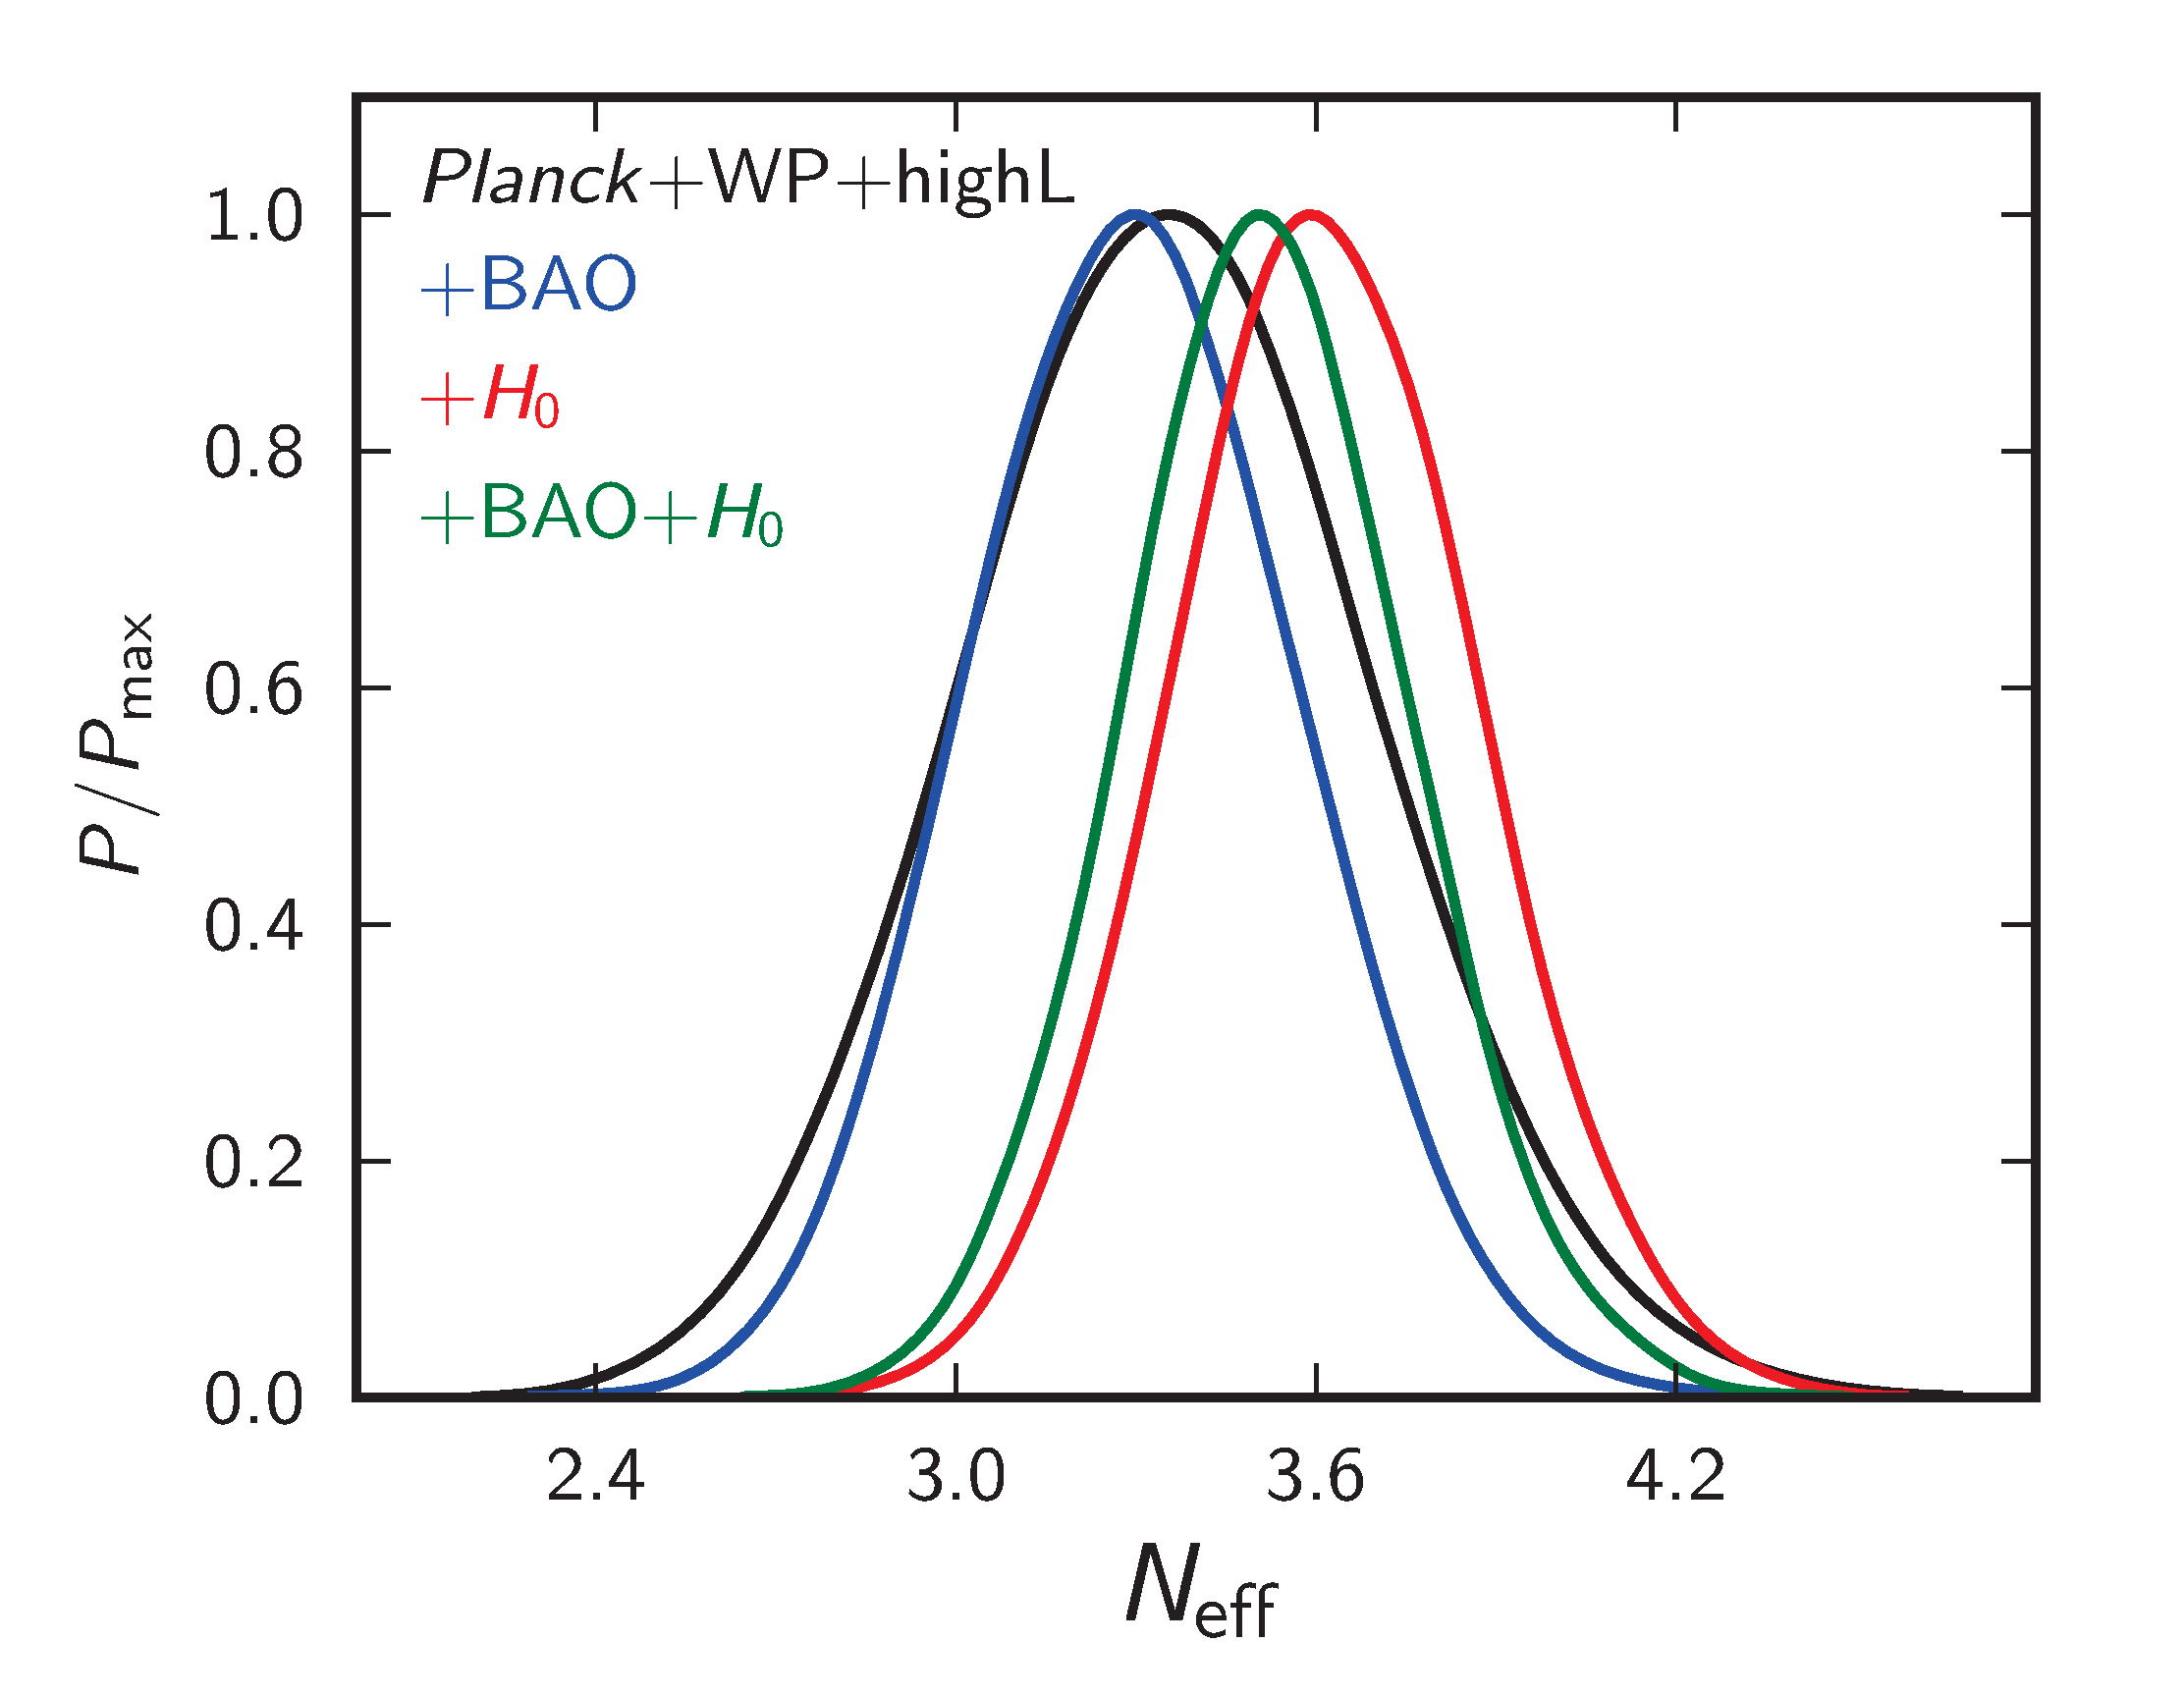 Planck+WP+highL
+BAO
+H₀
+BAO+H₀
1.0
0.8
0.6
0.4
0.2
0.0
P/Pmax
2.4 3.0 3.6 4.2
Neff